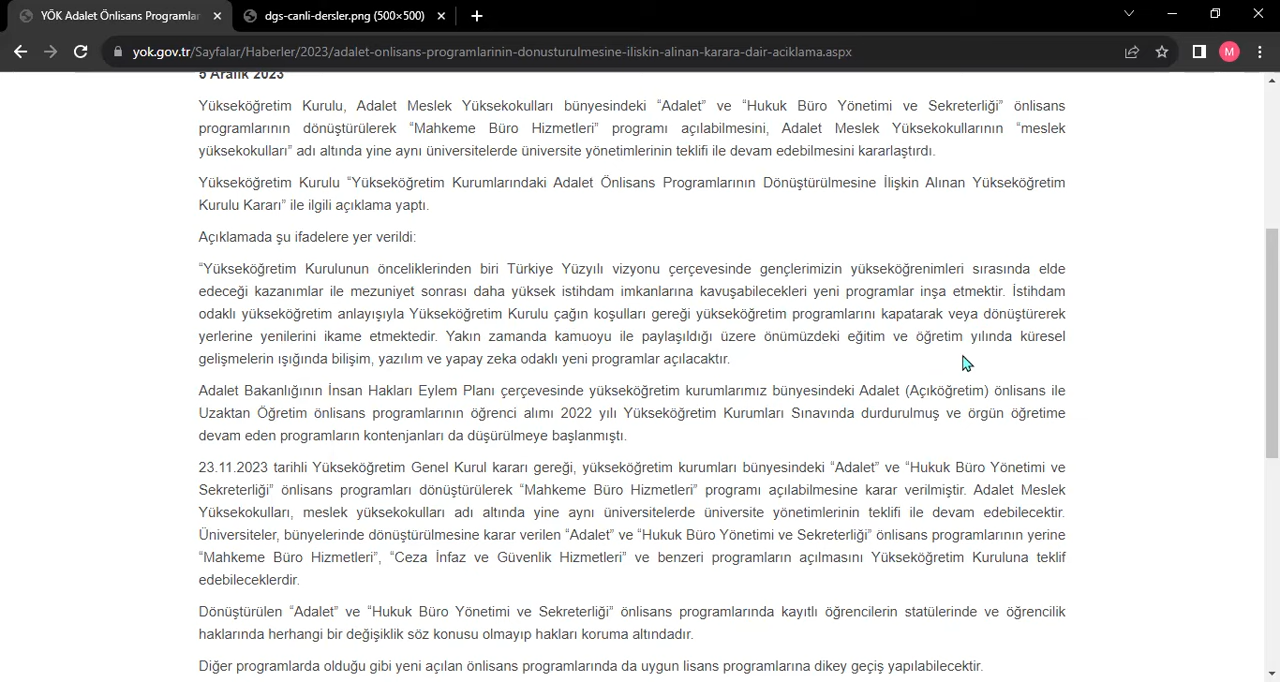 YÖK Adalet Önlisans Programlar
dgs-canli-dersler.png (500×500)
yok.gov.tr/Sayfalar/Haberler/2023/adalet-onlisans-programlarinin-donusturulmesine-iliskin-alinan-karara-dair-aciklama.aspx
M
5 Aralık 2023
Yükseköğretim Kurulu, Adalet Meslek Yüksekokulları bünyesindeki “Adalet” ve “Hukuk Büro Yönetimi ve Sekreterliği” önlisans
programlarının dönüştürülerek “Mahkeme Büro Hizmetleri” programı açılabilmesini, Adalet Meslek Yüksekokullarının “meslek
yüksekokulları” adı altında yine aynı üniversitelerde üniversite yönetimlerinin teklifi ile devam edebilmesini kararlaştırdı.
Yükseköğretim Kurulu “Yükseköğretim Kurumlarındaki Adalet Önlisans Programlarının Dönüştürülmesine İlişkin Alınan Yükseköğretim
Kurulu Kararı” ile ilgili açıklama yaptı.
Açıklamada şu ifadelere yer verildi:
“Yükseköğretim Kurulunun önceliklerinden biri Türkiye Yüzyılı vizyonu çerçevesinde gençlerimizin yükseköğrenimleri sırasında elde
edeceği kazanımlar ile mezuniyet sonrası daha yüksek istihdam imkanlarına kavuşabilecekleri yeni programlar inşa etmektir. İstihdam
odaklı yükseköğretim anlayışıyla Yükseköğretim Kurulu çağın koşulları gereği yükseköğretim programlarını kapatarak veya dönüştürerek
yerlerine yenilerini ikame etmektedir. Yakın zamanda kamuoyu ile paylaşıldığı üzere önümüzdeki eğitim ve öğretim yılında küresel
gelişmelerin ışığında bilişim, yazılım ve yapay zeka odaklı yeni programlar açılacaktır.
Adalet Bakanlığının İnsan Hakları Eylem Planı çerçevesinde yükseköğretim kurumlarımız bünyesindeki Adalet (Açıköğretim) önlisans ile
Uzaktan Öğretim önlisans programlarının öğrenci alımı 2022 yılı Yükseköğretim Kurumları Sınavında durdurulmuş ve örgün öğretime
devam eden programların kontenjanları da düşürülmeye başlanmıştı.
23.11.2023 tarihli Yükseköğretim Genel Kurul kararı gereği, yükseköğretim kurumları bünyesindeki “Adalet” ve “Hukuk Büro Yönetimi ve
Sekreterliği” önlisans programları dönüştürülerek “Mahkeme Büro Hizmetleri” programı açılabilmesine karar verilmiştir. Adalet Meslek
Yüksekokulları, meslek yüksekokulları adı altında yine aynı üniversitelerde üniversite yönetimlerinin teklifi ile devam edebilecektir.
Üniversiteler, bünyelerinde dönüştürülmesine karar verilen “Adalet” ve “Hukuk Büro Yönetimi ve Sekreterliği” önlisans programlarının yerine
“Mahkeme Büro Hizmetleri”, “Ceza İnfaz ve Güvenlik Hizmetleri” ve benzeri programların açılmasını Yükseköğretim Kuruluna teklif
edebileceklerdir.
Dönüştürülen “Adalet” ve “Hukuk Büro Yönetimi ve Sekreterliği” önlisans programlarında kayıtlı öğrencilerin statülerinde ve öğrencilik
haklarında herhangi bir değişiklik söz konusu olmayıp hakları koruma altındadır.
Diğer programlarda olduğu gibi yeni açılan önlisans programlarında da uygun lisans programlarına dikey geçiş yapılabilecektir.